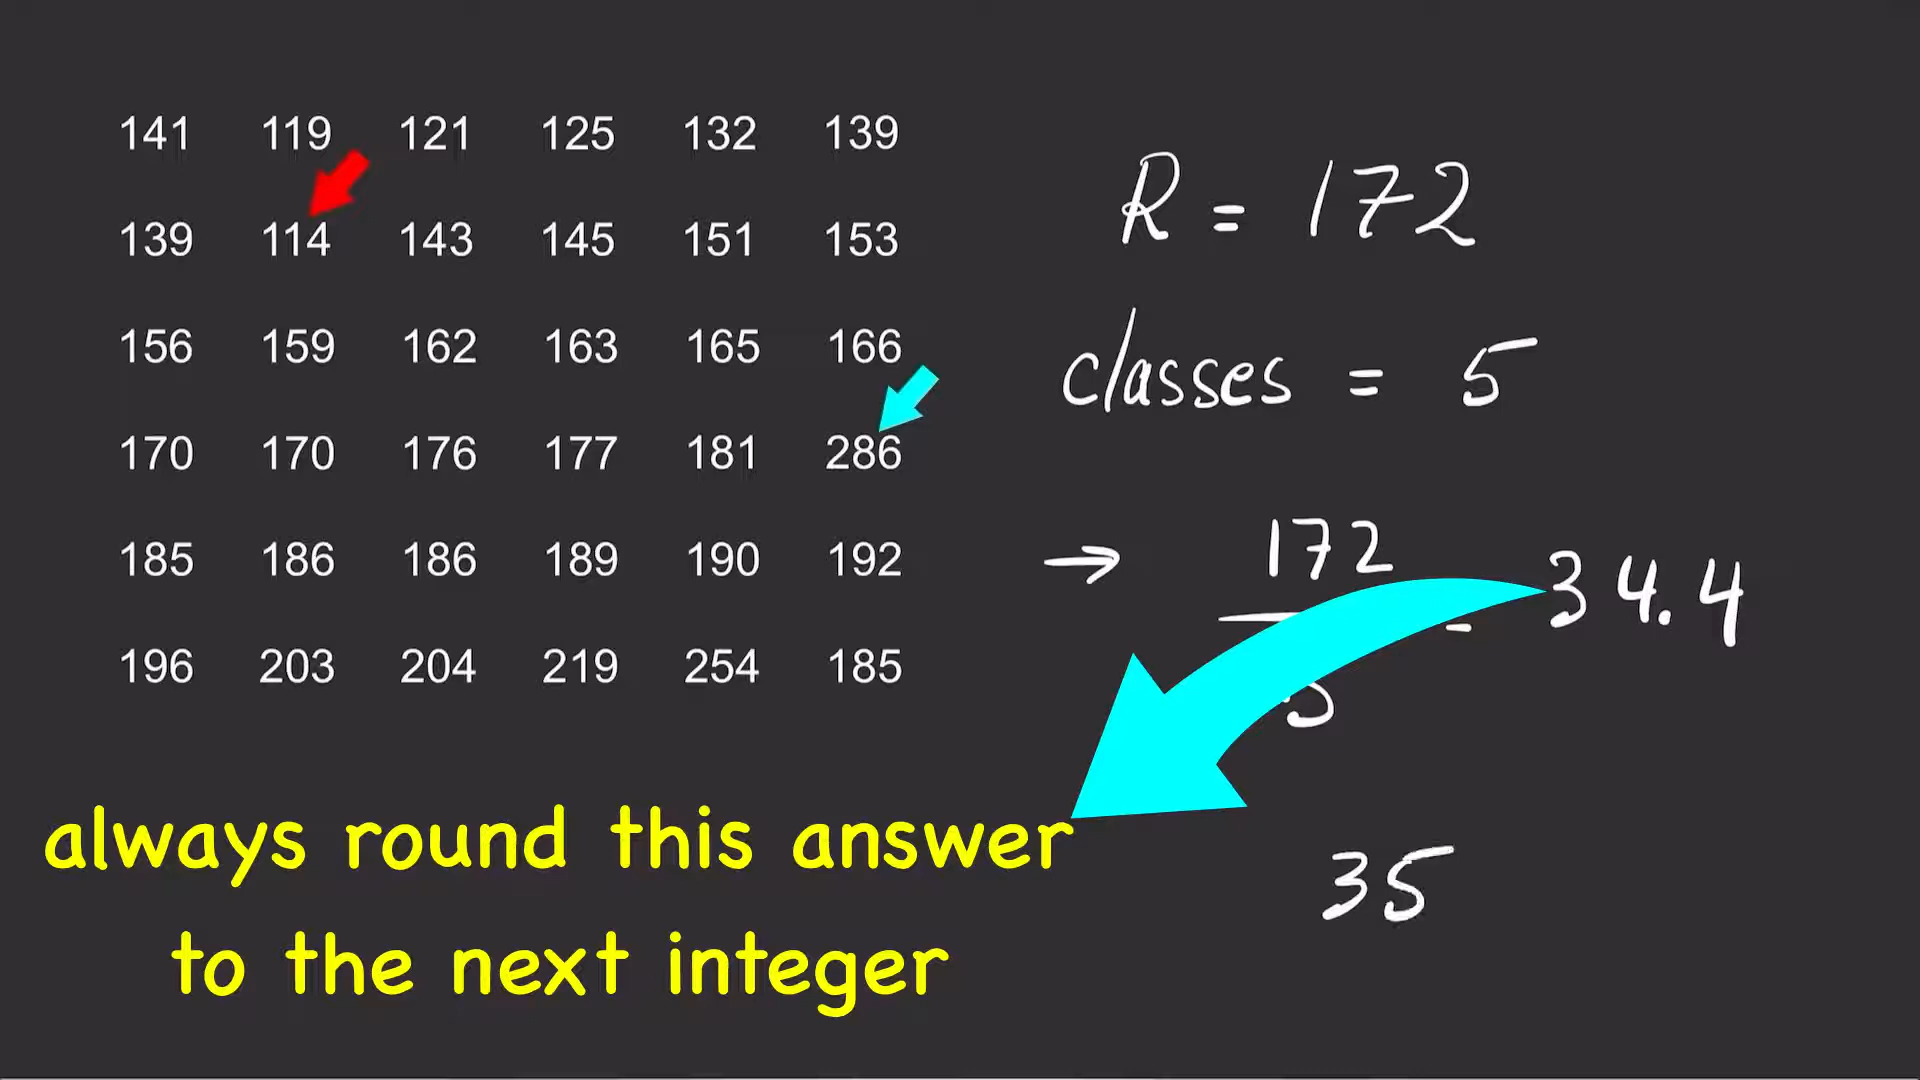 141 119 121 125 132 139
139 114 143 145 151 153
156 159 162 163 165 166
170 170 176 177 181 286
185 186 186 189 190 192
196 203 204 219 254 185
R = 172
classes = 5
→ 172
= 34.4
5
35
always round this answer
to the next integer